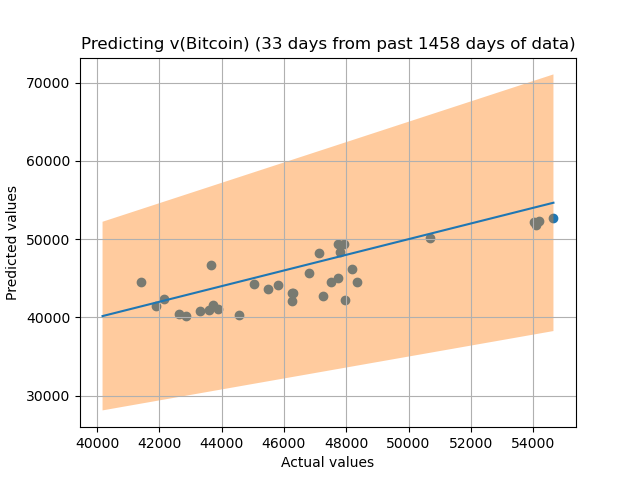 Predicting v(Bitcoin) (33 days from past 1458 days of data)
70000
60000
50000
40000
30000
Predicted values
40000 42000 44000 46000 48000 50000 52000 54000
Actual values